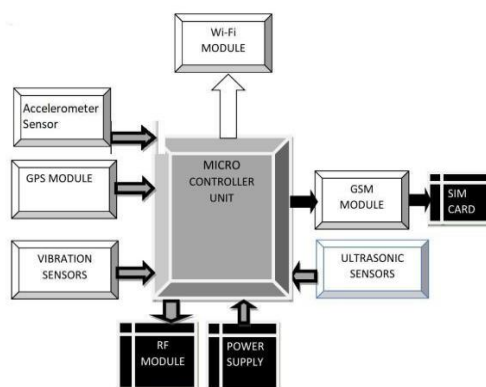 Wi-Fi
MODULE
Accelerometer
Sensor
GPS MODULE
MICRO
CONTROLLER
UNIT
GSM
MODULE
SIM
CARD
VIBRATION
SENSORS
ULTRASONIC
SENSORS
RF
MODULE
POWER
SUPPLY